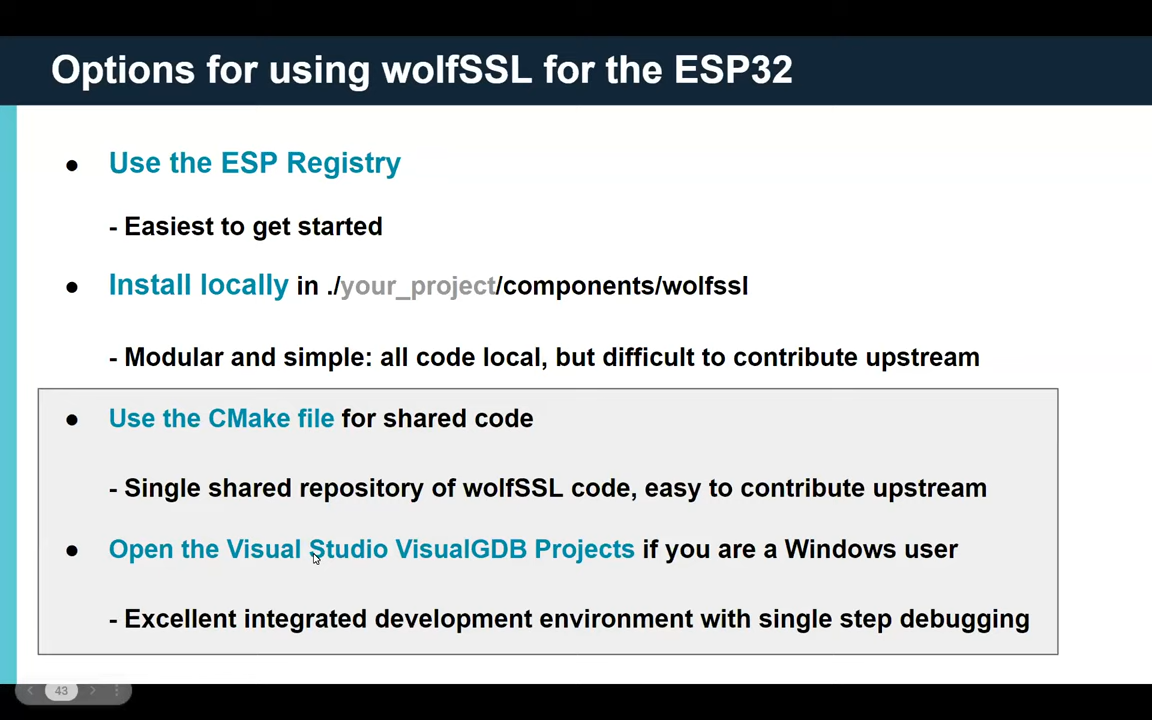 Options for using wolfSSL for the ESP32
● Use the ESP Registry
- Easiest to get started
● Install locally in ./your_project/components/wolfssl
- Modular and simple: all code local, but difficult to contribute upstream
● Use the CMake file for shared code
- Single shared repository of wolfSSL code, easy to contribute upstream
● Open the Visual Studio VisualGDB Projects if you are a Windows user
- Excellent integrated development environment with single step debugging
43